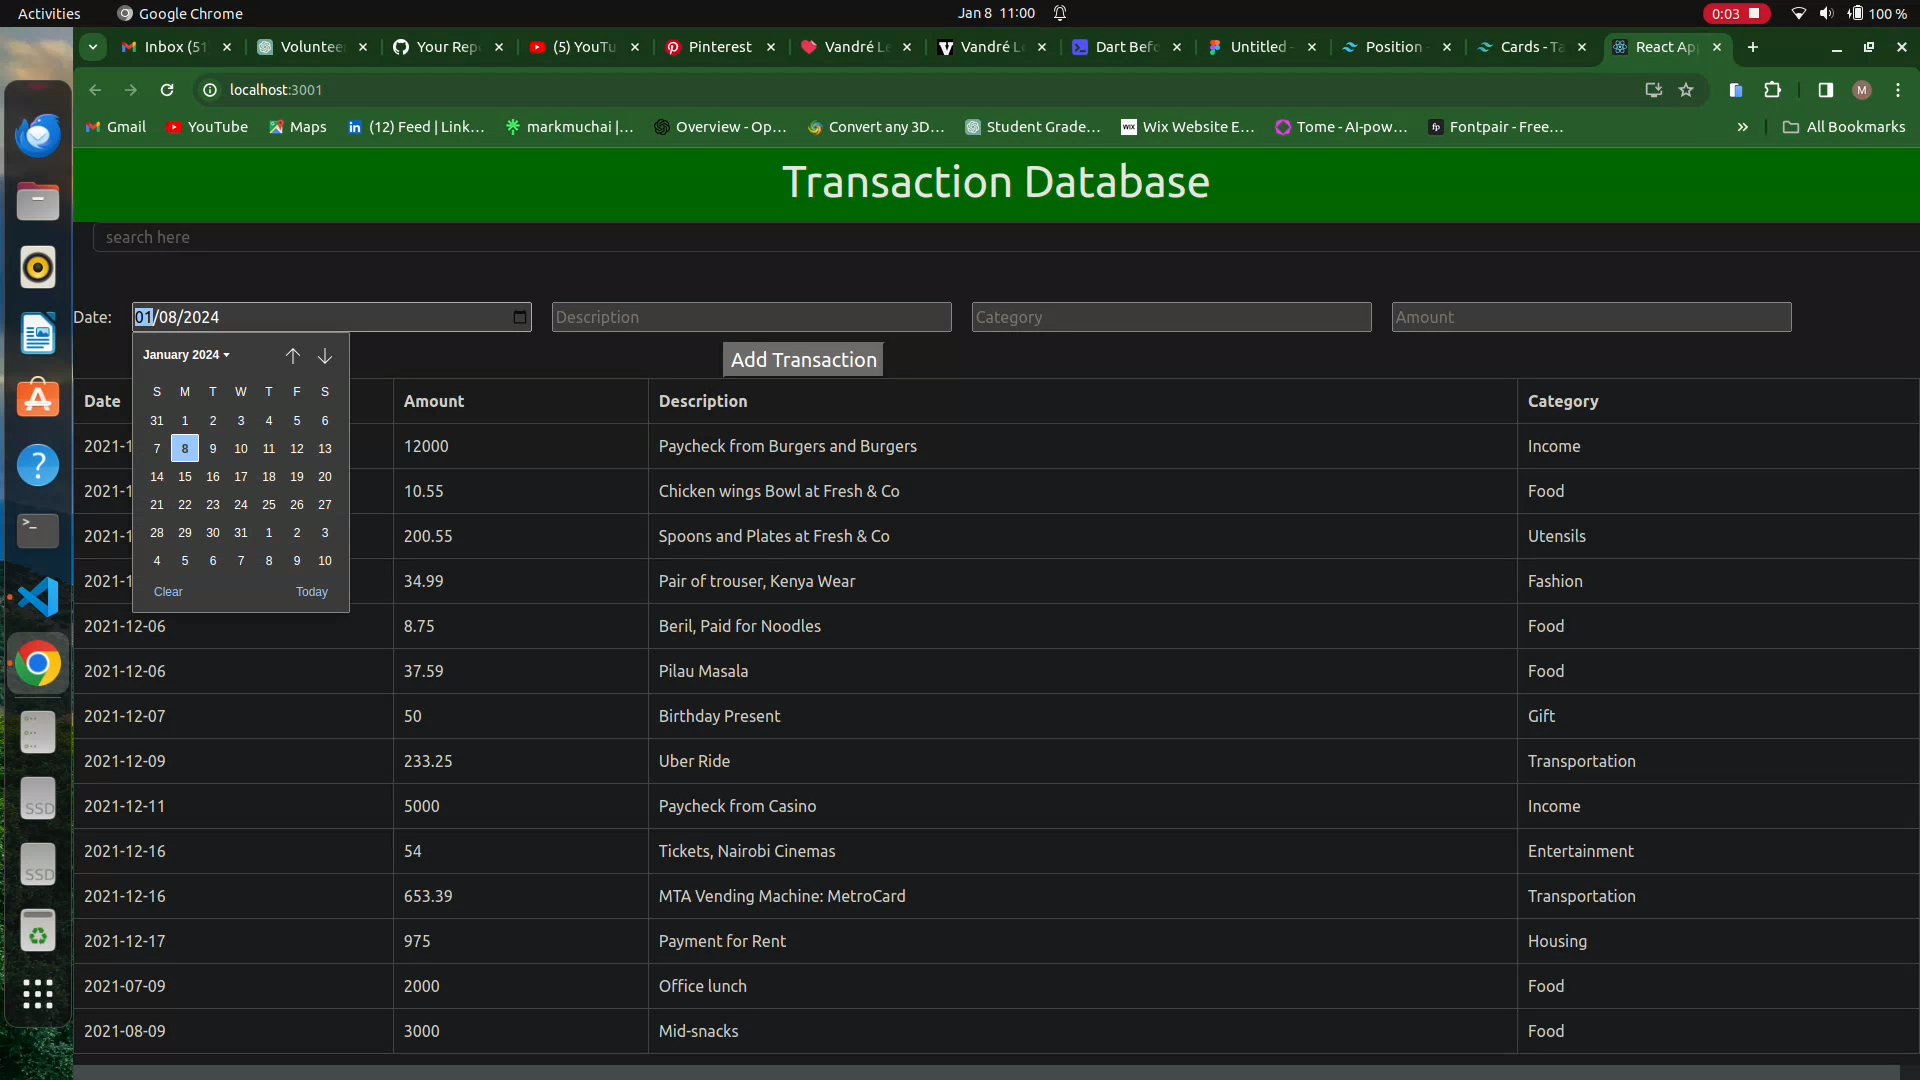 Activities Google Chrome Jan 8 11:00 0:03 100 %
Inbox (51 Voluntee Your Rep (5) YouTu Pinterest Vandré Le Vandré Le Dart Befo Untitled - Position - Cards - Ta React Ap
localhost:3001
Gmail YouTube Maps (12) Feed | Link... markmuchai |... Overview - Op... Convert any 3D... Student Grade... Wix Website E... Tome - AI-pow... Fontpair - Free... All Bookmarks
Transaction Database
search here
Date: 01/08/2024 Description Category Amount
January 2024
Add Transaction
S M T W T F S
31 1 2 3 4 5 6
7 8 9 10 11 12 13
14 15 16 17 18 19 20
21 22 23 24 25 26 27
28 29 30 31 1 2 3
4 5 6 7 8 9 10
Clear Today
Date Amount Description Category
2021-1 12000 Paycheck from Burgers and Burgers Income
2021-1 10.55 Chicken wings Bowl at Fresh & Co Food
2021-1 200.55 Spoons and Plates at Fresh & Co Utensils
2021-1 34.99 Pair of trouser, Kenya Wear Fashion
2021-12-06 8.75 Beril, Paid for Noodles Food
2021-12-06 37.59 Pilau Masala Food
2021-12-07 50 Birthday Present Gift
2021-12-09 233.25 Uber Ride Transportation
2021-12-11 5000 Paycheck from Casino Income
2021-12-16 54 Tickets, Nairobi Cinemas Entertainment
2021-12-16 653.39 MTA Vending Machine: MetroCard Transportation
2021-12-17 975 Payment for Rent Housing
2021-07-09 2000 Office lunch Food
2021-08-09 3000 Mid-snacks Food
SSD
SSD